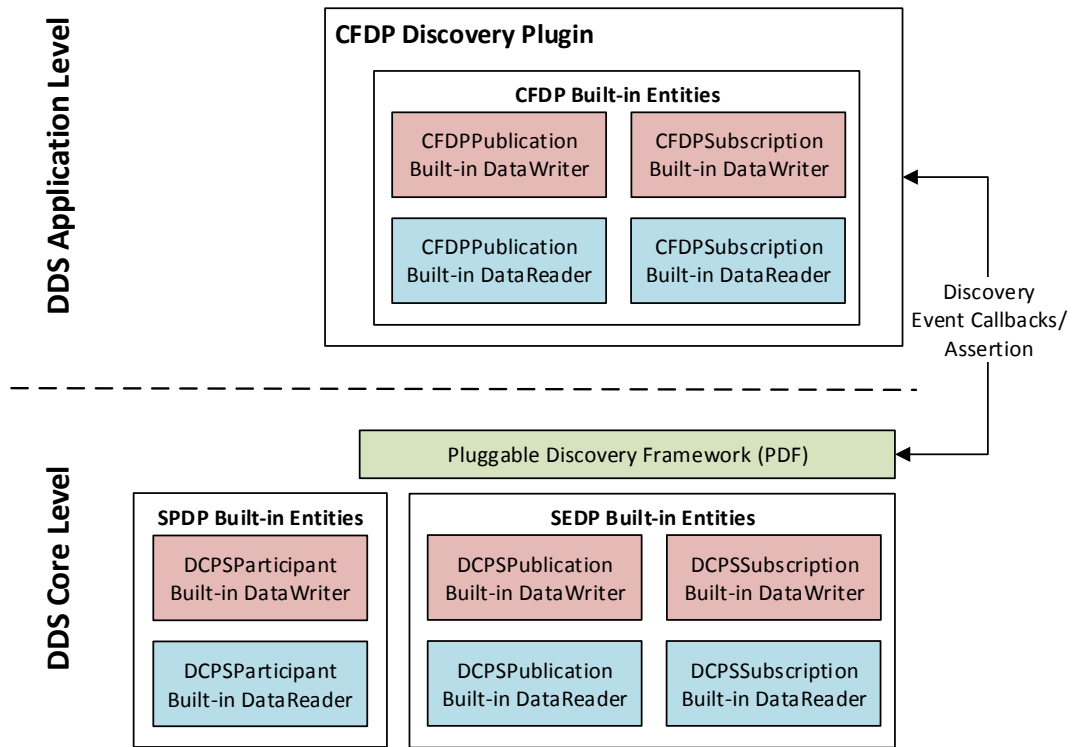 DDS Application Level
CFDP Discovery Plugin
CFDP Built-in Entities
CFDPPublication
Built-in DataWriter
CFDPSubscription
Built-in DataWriter
CFDPPublication
Built-in DataReader
CFDPSubscription
Built-in DataReader
Discovery
Event Callbacks/
Assertion
DDS Core Level
Pluggable Discovery Framework (PDF)
SPDP Built-in Entities
DCPSParticipant
Built-in DataWriter
DCPSParticipant
Built-in DataReader
SEDP Built-in Entities
DCPSPublication
Built-in DataWriter
DCPSSubscription
Built-in DataWriter
DCPSPublication
Built-in DataReader
DCPSSubscription
Built-in DataReader